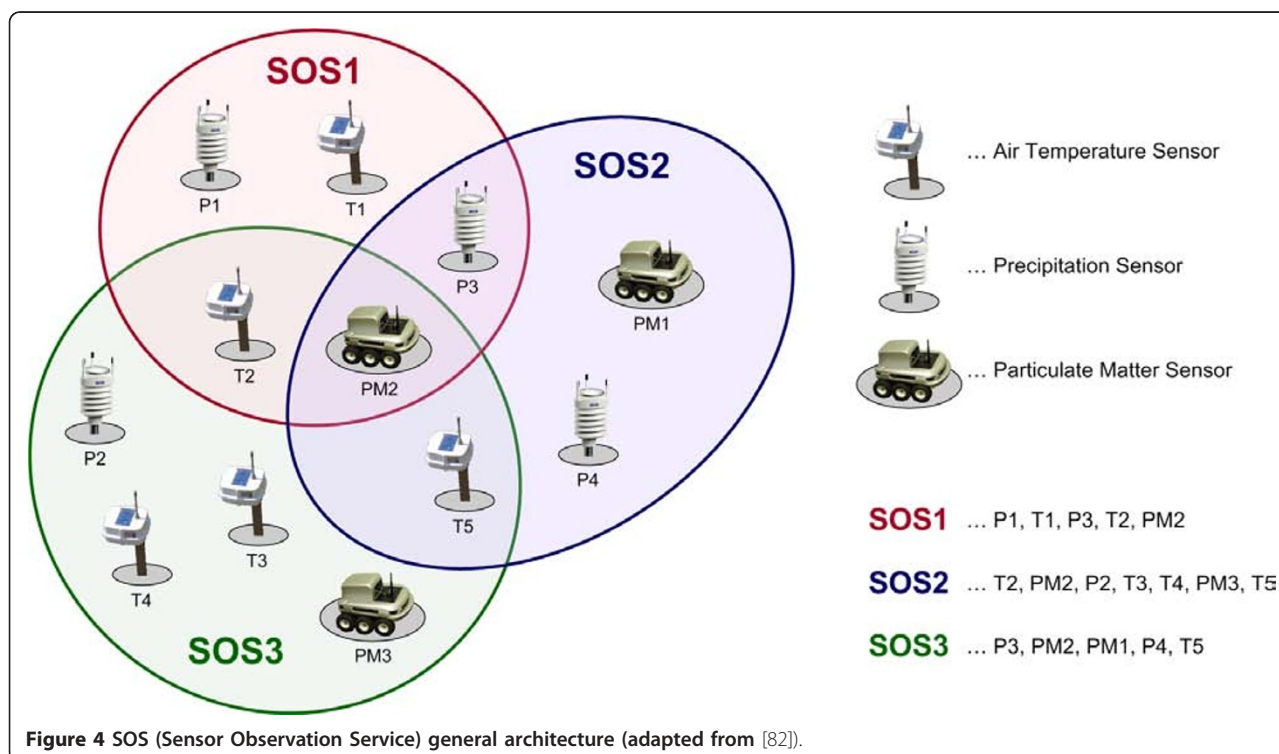 SOS1
P1
T1
SOS2
P3
PM1
T2
PM2
P2
P4
T5
T3
T4
PM3
SOS3
... Air Temperature Sensor
... Precipitation Sensor
... Particulate Matter Sensor
SOS1 ... P1, T1, P3, T2, PM2
SOS2 ... T2, PM2, P2, T3, T4, PM3, T5
SOS3 ... P3, PM2, PM1, P4, T5
Figure 4 SOS (Sensor Observation Service) general architecture (adapted from [82]).